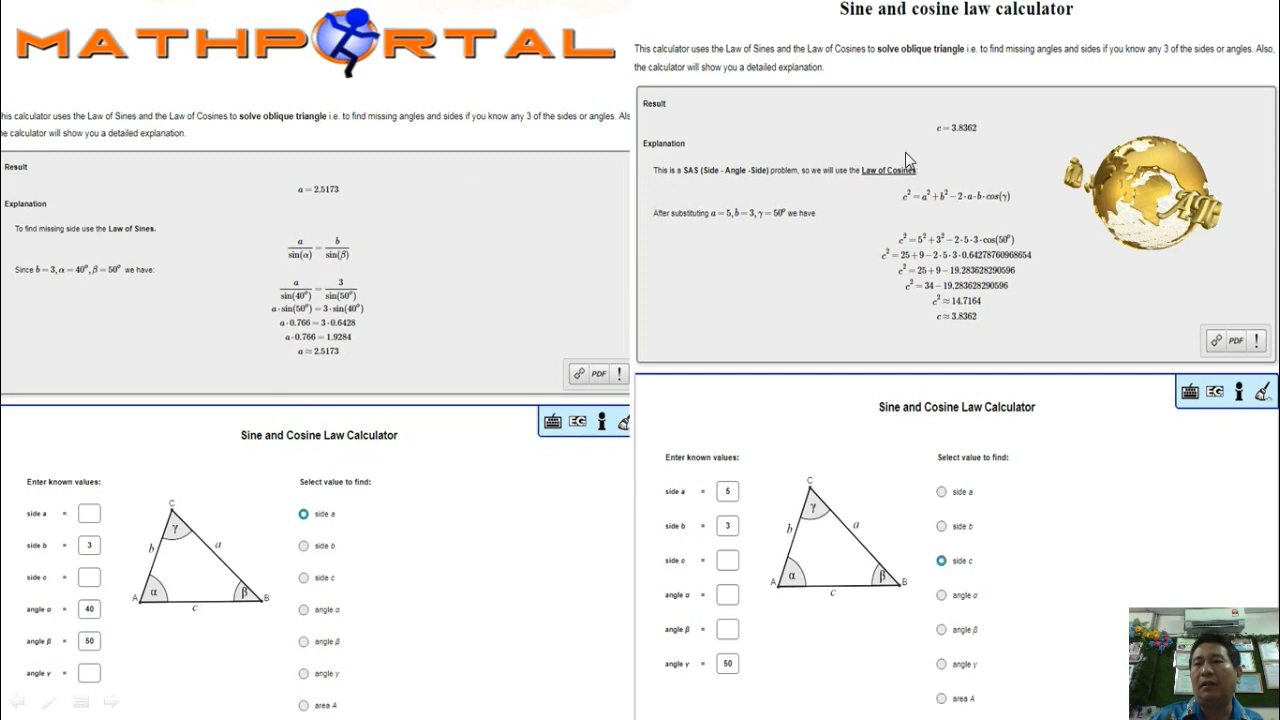 MATHPORTAL
his calculator uses the Law of Sines and the Law of Cosines to solve oblique triangle i.e. to find missing angles and sides if you know any 3 of the sides or angles. Als
e calculator will show you a detailed explanation.
Result
a = 2.5173
Explanation
To find missing side use the Law of Sines.
a/sin(α) = b/sin(β)
Since b = 3, α = 40⁰, β = 50⁰ we have:
a/sin(40⁰) = 3/sin(50⁰)
a · sin(50⁰) = 3 · sin(40⁰)
a · 0.766 = 3 · 0.6428
a · 0.766 = 1.9284
a ≈ 2.5173
PDF !
EG i
Sine and Cosine Law Calculator
Enter known values:
Select value to find:
side a =
side b = 3
side c =
angle α = 40
angle β = 50
angle γ =
C
γ
b
a
A
α
β
B
c
side a
side b
side c
angle α
angle β
angle γ
area A
Sine and cosine law calculator
This calculator uses the Law of Sines and the Law of Cosines to solve oblique triangle i.e. to find missing angles and sides if you know any 3 of the sides or angles. Also,
the calculator will show you a detailed explanation.
Result
c = 3.8362
Explanation
This is a SAS (Side - Angle -Side) problem, so we will use the Law of Cosines
c² = a² + b² − 2 · a · b · cos(γ)
After substituting a = 5, b = 3, γ = 50⁰ we have
c² = 5² + 3² − 2 · 5 · 3 · cos(50⁰)
c² = 25 + 9 − 2 · 5 · 3 · 0.64278760968654
c² = 25 + 9 − 19.283628290596
c² = 34 − 19.283628290596
c² ≈ 14.7164
c ≈ 3.8362
PDF !
EG i
Sine and Cosine Law Calculator
Enter known values:
Select value to find:
side a = 5
side b = 3
side c =
angle α =
angle β =
angle γ = 50
C
γ
b
a
A
α
β
B
c
side a
side b
side c
angle α
angle β
angle γ
area A